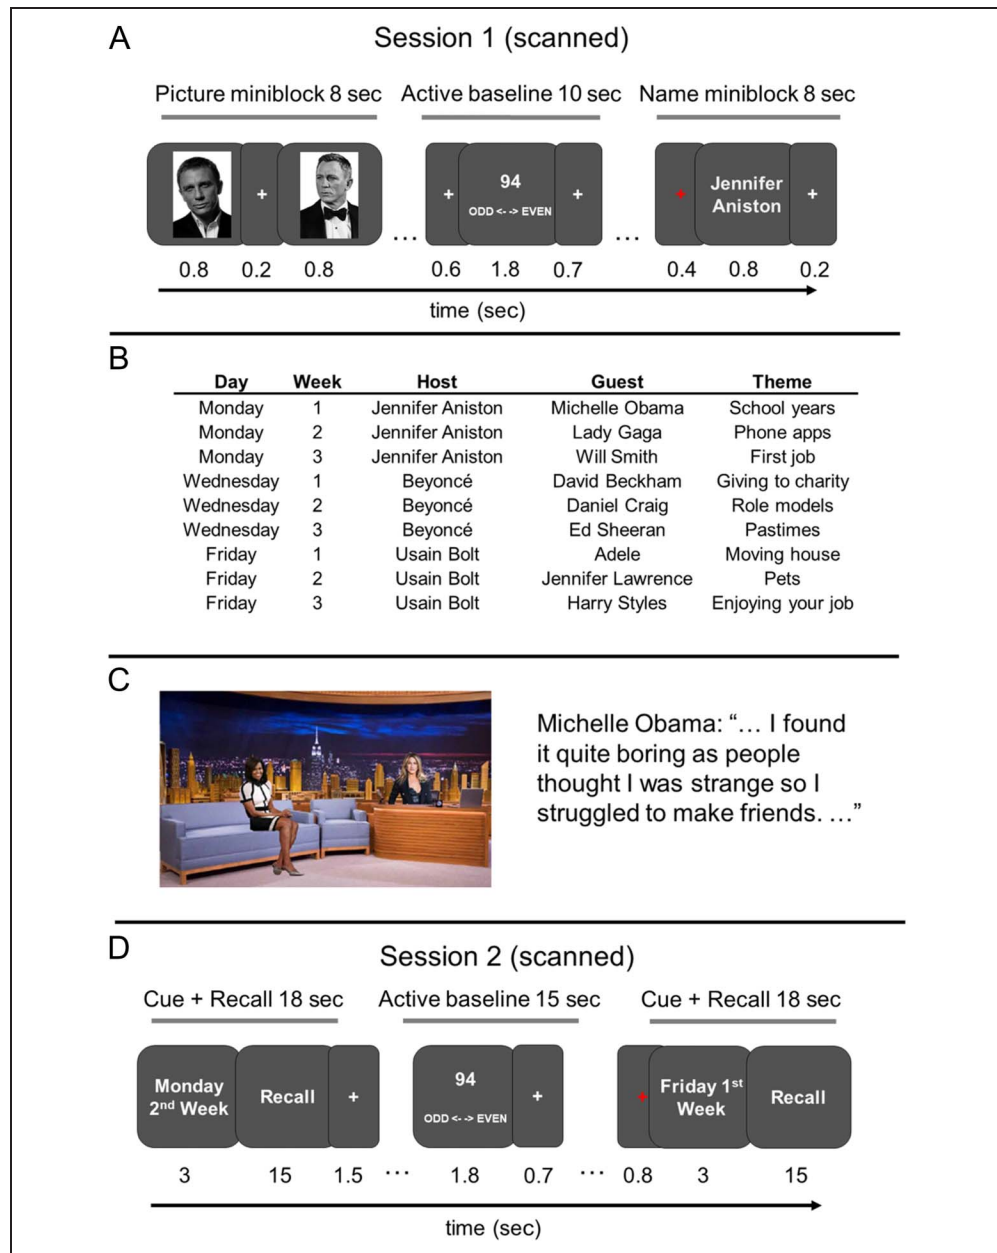 A
Session 1 (scanned)
Picture miniblock 8 sec Active baseline 10 sec Name miniblock 8 sec
+ + 94 + + Jennifer +
ODD <- -> EVEN Aniston
... ...
0.8 0.2 0.8 0.6 1.8 0.7 0.4 0.8 0.2
time (sec)
B
Day Week Host Guest Theme
Monday 1 Jennifer Aniston Michelle Obama School years
Monday 2 Jennifer Aniston Lady Gaga Phone apps
Monday 3 Jennifer Aniston Will Smith First job
Wednesday 1 Beyoncé David Beckham Giving to charity
Wednesday 2 Beyoncé Daniel Craig Role models
Wednesday 3 Beyoncé Ed Sheeran Pastimes
Friday 1 Usain Bolt Adele Moving house
Friday 2 Usain Bolt Jennifer Lawrence Pets
Friday 3 Usain Bolt Harry Styles Enjoying your job
C
Michelle Obama: “... I found
it quite boring as people
thought I was strange so I
struggled to make friends. ...”
D
Session 2 (scanned)
Cue + Recall 18 sec Active baseline 15 sec Cue + Recall 18 sec
Monday 94 Friday 1st
2nd Week Recall + + + Week Recall
ODD <- -> EVEN
3 15 1.5 ... 1.8 0.7 ... 0.8 3 15
time (sec)